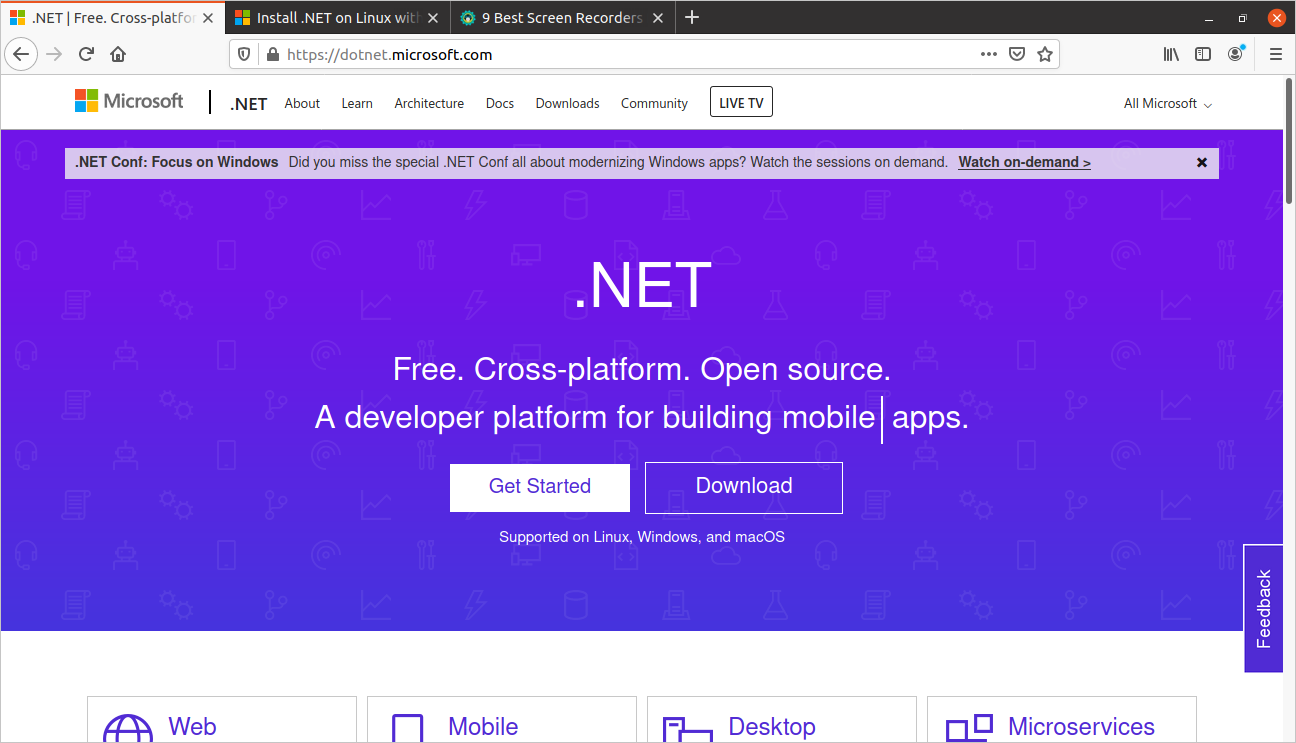 .NET | Free. Cross-platfor
Install .NET on Linux with
9 Best Screen Recorders
https://dotnet.microsoft.com
Microsoft
.NET About Learn Architecture Docs Downloads Community LIVE TV All Microsoft
.NET Conf: Focus on Windows Did you miss the special .NET Conf all about modernizing Windows apps? Watch the sessions on demand. Watch on-demand >
.NET
Free. Cross-platform. Open source.
A developer platform for building mobile apps.
Get Started Download
Supported on Linux, Windows, and macOS
Feedback
Web Mobile Desktop Microservices